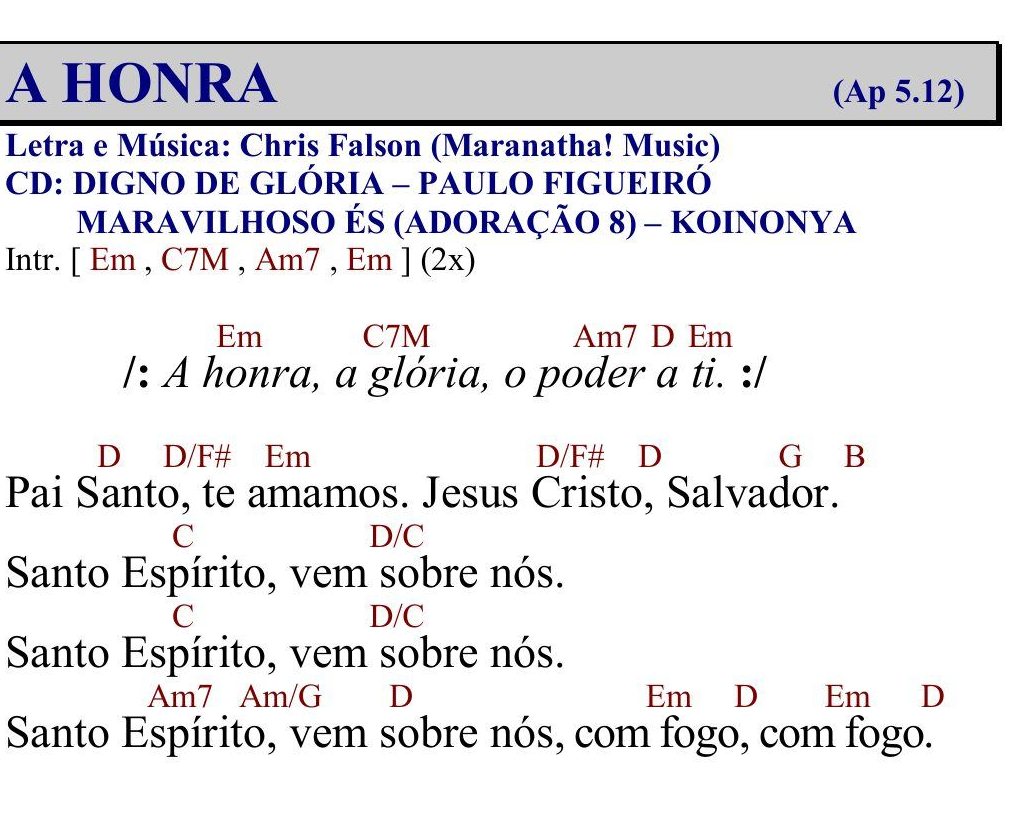 A HONRA (Ap 5.12)
Letra e Música: Chris Falson (Maranatha! Music)
CD: DIGNO DE GLÓRIA – PAULO FIGUEIRÓ
MARAVILHOSO ÉS (ADORAÇÃO 8) – KOINONYA
Intr. [ Em , C7M , Am7 , Em ] (2x)
Em C7M Am7 D Em
/: A honra, a glória, o poder a ti. :/
D D/F# Em D/F# D G B
Pai Santo, te amamos. Jesus Cristo, Salvador.
C D/C
Santo Espírito, vem sobre nós.
C D/C
Santo Espírito, vem sobre nós.
Am7 Am/G D Em D Em D
Santo Espírito, vem sobre nós, com fogo, com fogo.